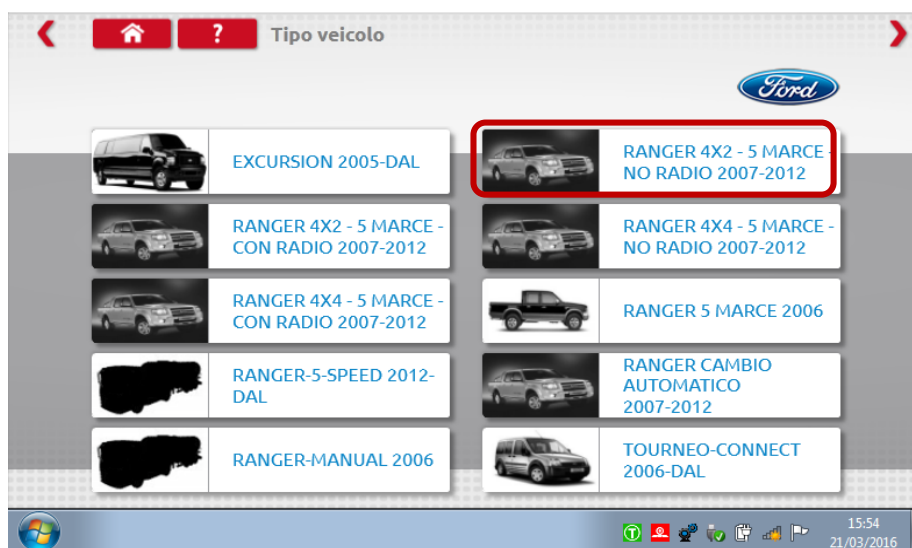 ? Tipo veicolo
Ford
EXCURSION 2005-DAL
RANGER 4X2 - 5 MARCE -
NO RADIO 2007-2012
RANGER 4X2 - 5 MARCE -
CON RADIO 2007-2012
RANGER 4X4 - 5 MARCE -
NO RADIO 2007-2012
RANGER 4X4 - 5 MARCE -
CON RADIO 2007-2012
RANGER 5 MARCE 2006
RANGER-5-SPEED 2012-
DAL
RANGER CAMBIO
AUTOMATICO
2007-2012
RANGER-MANUAL 2006
TOURNEO-CONNECT
2006-DAL
T
15:54
21/03/2016